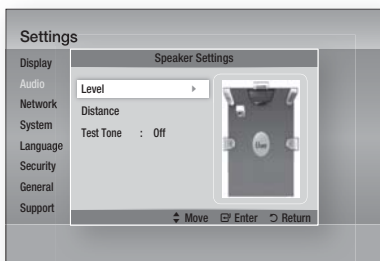 Settings
Display
Audio
Network
System
Language
Security
General
Support
Speaker Settings
Level
Distance
Test Tone : Off
Move Enter Return